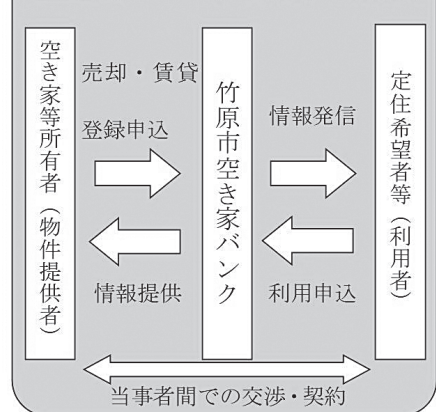 空き家等所有者（物件提供者）
売却・賃貸
登録申込
情報提供
竹原市空き家バンク
情報発信
利用申込
定住希望者等（利用者）
当事者間での交渉・契約